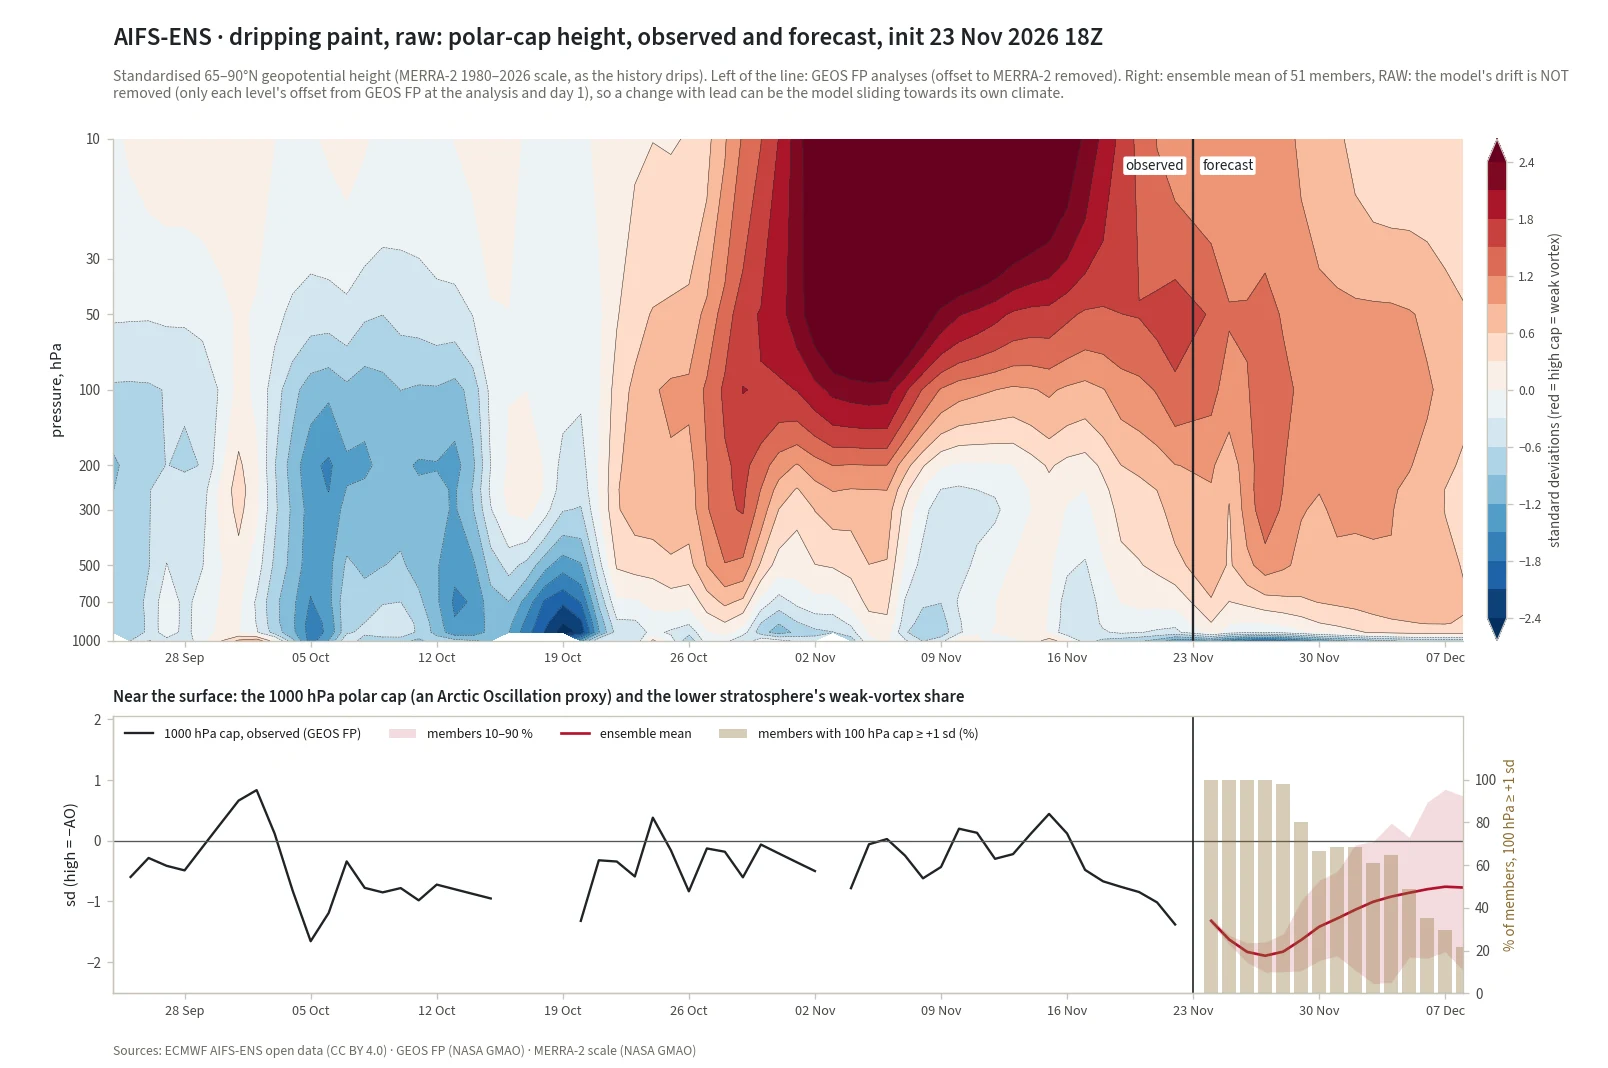 AIFS-ENS · dripping paint, raw: polar-cap height, observed and forecast, init 23 Nov 2026 18Z
Standardised 65–90°N geopotential height (MERRA-2 1980–2026 scale, as the history drips). Left of the line: GEOS FP analyses (offset to MERRA-2 removed). Right: ensemble mean of 51 members, RAW: the model's drift is NOT
removed (only each level's offset from GEOS FP at the analysis and day 1), so a change with lead can be the model sliding towards its own climate.
pressure, hPa
10
30
50
100
200
300
500
700
1000
observed
forecast
28 Sep
05 Oct
12 Oct
19 Oct
26 Oct
02 Nov
09 Nov
16 Nov
23 Nov
30 Nov
07 Dec
2.4
1.8
1.2
0.6
0.0
−0.6
−1.2
−1.8
−2.4
standard deviations (red = high cap = weak vortex)
Near the surface: the 1000 hPa polar cap (an Arctic Oscillation proxy) and the lower stratosphere's weak-vortex share
sd (high = −AO)
2
1
0
−1
−2
1000 hPa cap, observed (GEOS FP)
members 10–90 %
ensemble mean
members with 100 hPa cap ≥ +1 sd (%)
100
80
60
40
20
0
% of members, 100 hPa ≥ +1 sd
28 Sep
05 Oct
12 Oct
19 Oct
26 Oct
02 Nov
09 Nov
16 Nov
23 Nov
30 Nov
07 Dec
Sources: ECMWF AIFS-ENS open data (CC BY 4.0) · GEOS FP (NASA GMAO) · MERRA-2 scale (NASA GMAO)